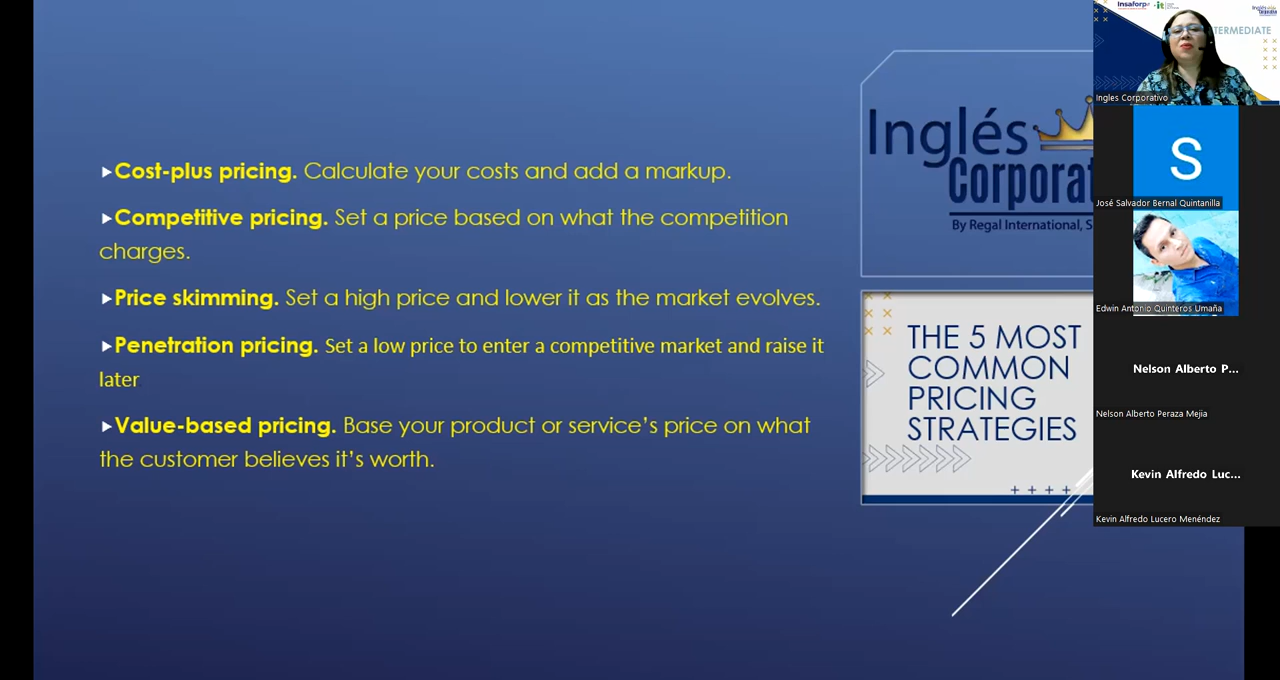 ►Cost-plus pricing. Calculate your costs and add a markup.
►Competitive pricing. Set a price based on what the competition
charges.
►Price skimming. Set a high price and lower it as the market evolves.
►Penetration pricing. Set a low price to enter a competitive market and raise it
later
►Value-based pricing. Base your product or service’s price on what
the customer believes it’s worth.
Inglés
Corporat
By Regal International, S
THE 5 MOST
COMMON
PRICING
STRATEGIES
Insaforp
TERMEDIATE
Ingles Corporativo
S
José Salvador Bernal Quintanilla
Edwin Antonio Quinteros Umaña
Nelson Alberto P...
Nelson Alberto Peraza Mejia
Kevin Alfredo Luc...
Kevin Alfredo Lucero Menéndez